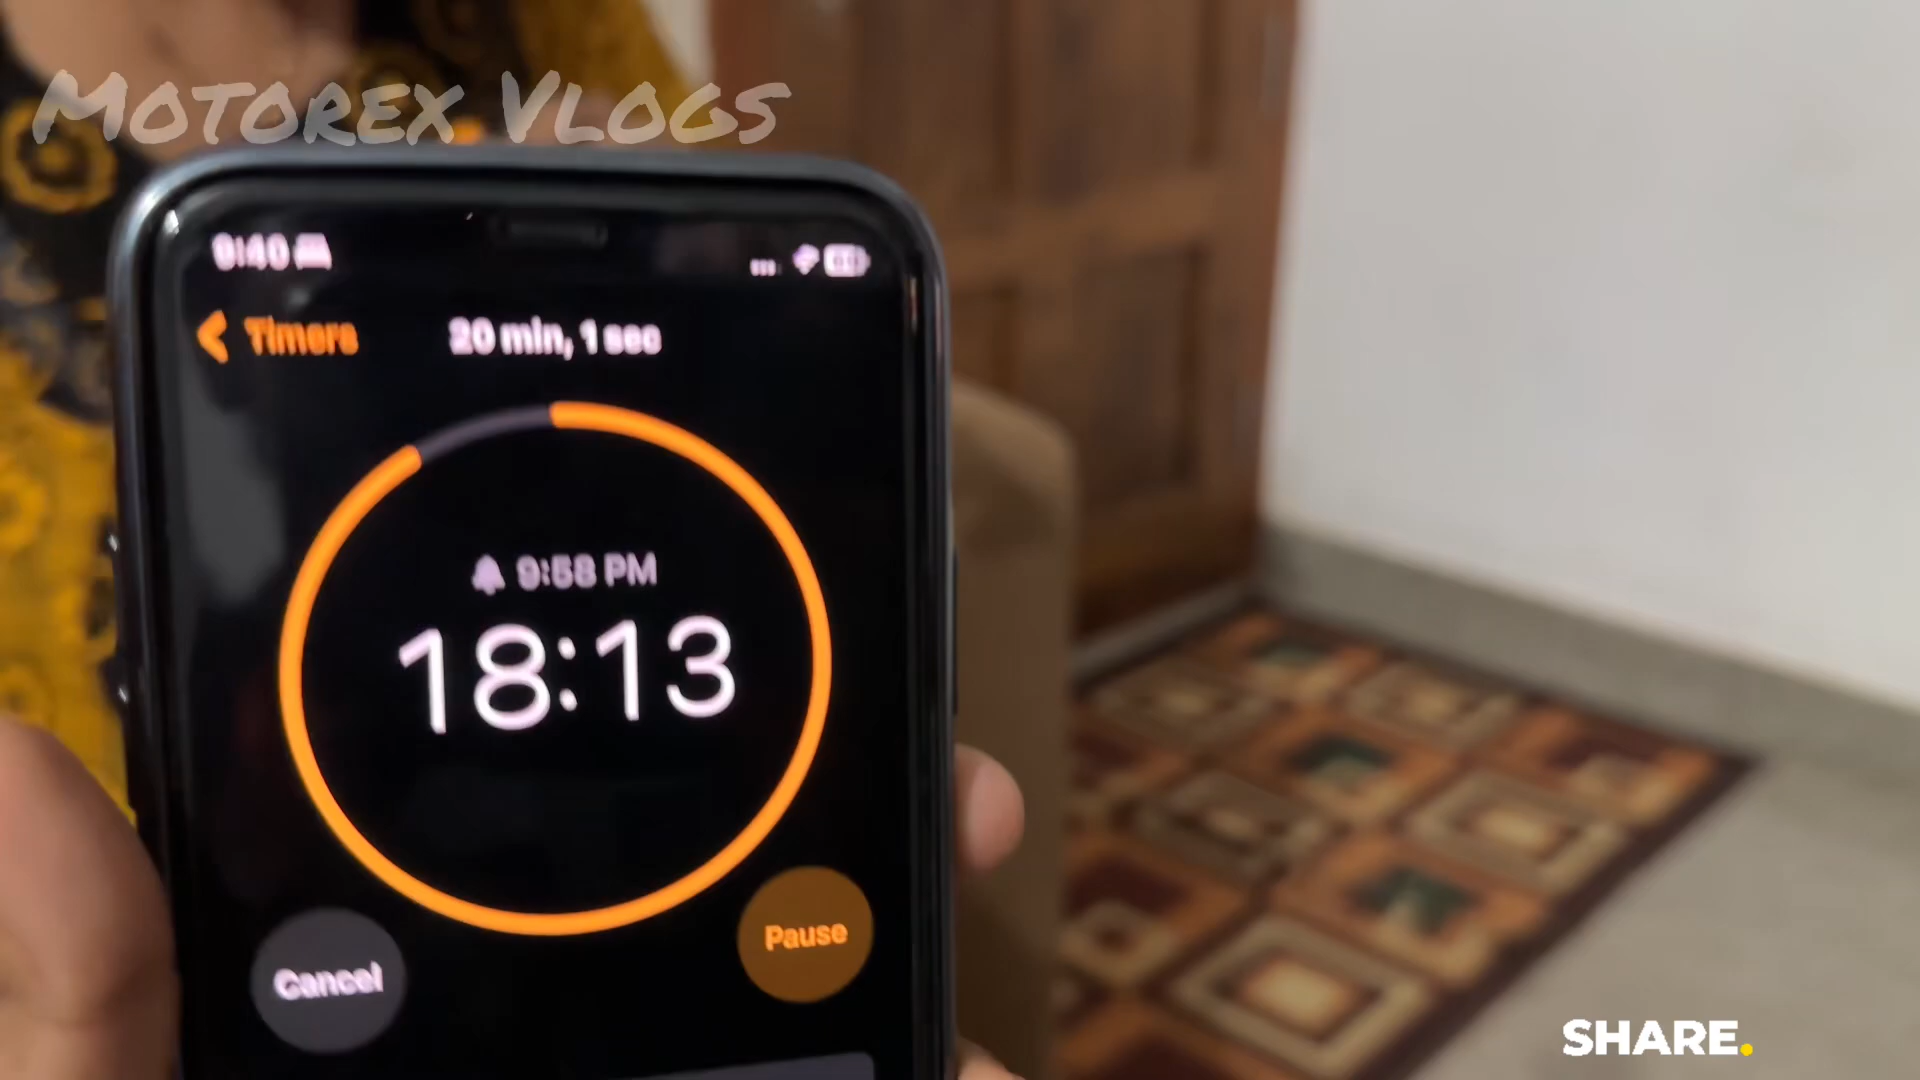 MOTOREX VLOGS
9:40
Timers
20 min, 1 sec
9:58 PM
18:13
Cancel
Pause
SHARE.